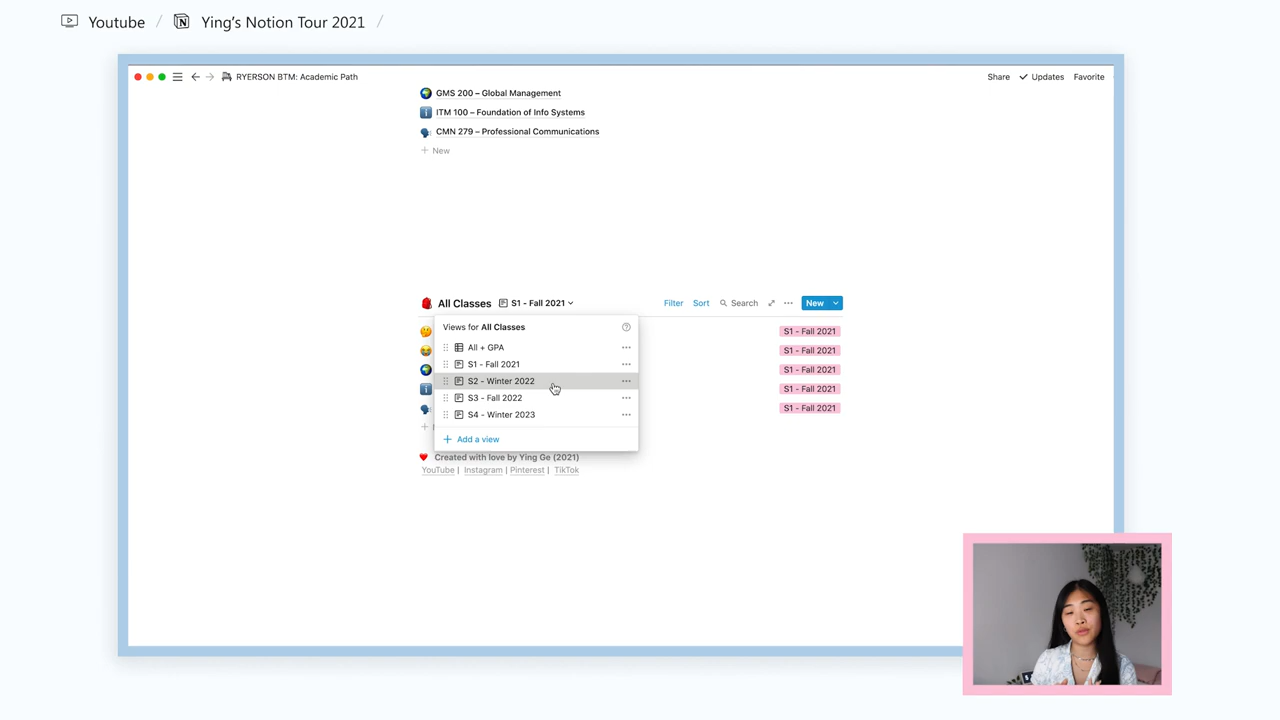 Youtube / Ying's Notion Tour 2021 /
RYERSON BTM: Academic Path
Share Updates Favorite
GMS 200 – Global Management
ITM 100 – Foundation of Info Systems
CMN 279 – Professional Communications
+ New
All Classes S1 - Fall 2021
Filter Sort Search ••• New
Views for All Classes
All + GPA
S1 - Fall 2021
S2 - Winter 2022
S3 - Fall 2022
S4 - Winter 2023
+ Add a view
S1 - Fall 2021
S1 - Fall 2021
S1 - Fall 2021
S1 - Fall 2021
S1 - Fall 2021
Created with love by Ying Ge (2021)
YouTube | Instagram | Pinterest | TikTok